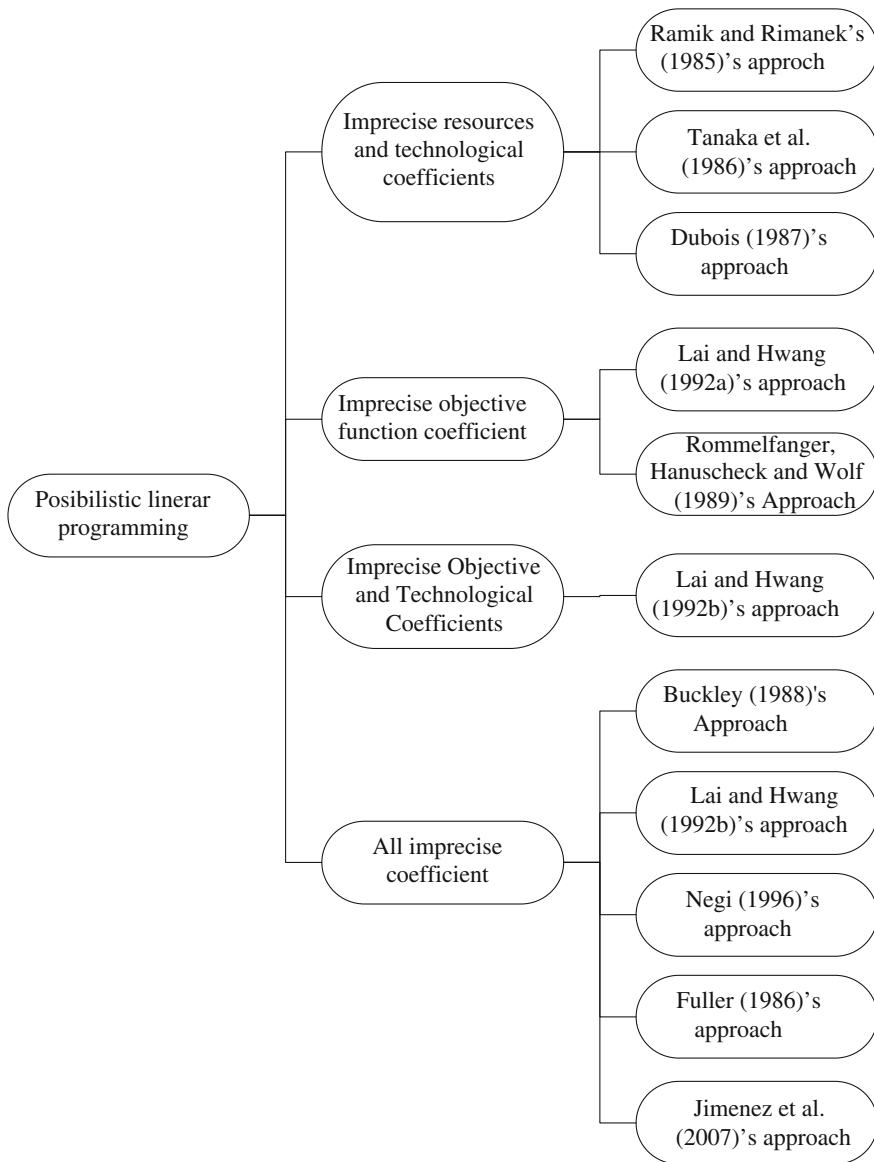 Posibilistic linerar
programming
Imprecise resources
and technological
coefficients
Ramik and Rimanek’s
(1985)’s approch
Tanaka et al.
(1986)’s approach
Dubois (1987)’s
approach
Imprecise objective
function coefficient
Lai and Hwang
(1992a)’s approach
Rommelfanger,
Hanuscheck and Wolf
(1989)’s Approach
Imprecise Objective
and Technological
Coefficients
Lai and Hwang
(1992b)’s approach
All imprecise
coefficient
Buckley (1988)'s
Approach
Lai and Hwang
(1992b)’s approach
Negi (1996)’s
approach
Fuller (1986)’s
approach
Jimenez et al.
(2007)’s approach